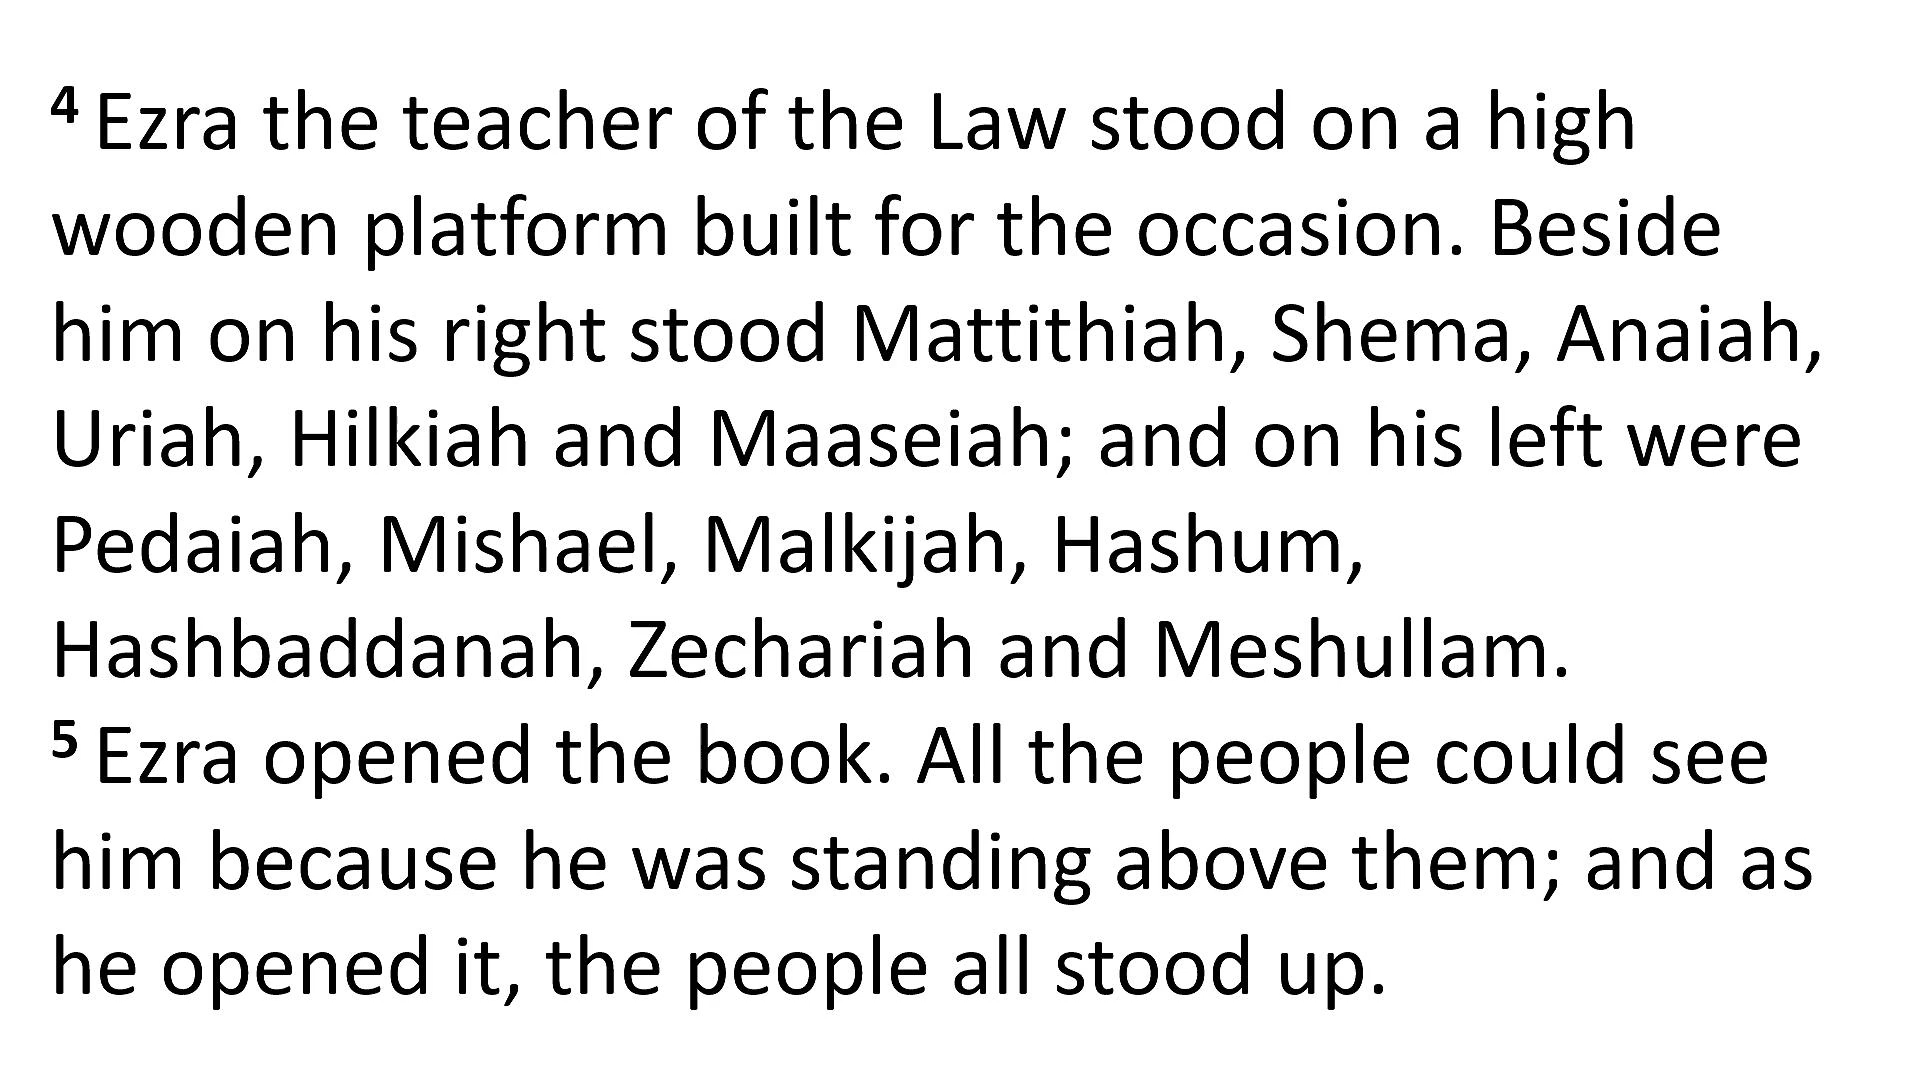 4 Ezra the teacher of the Law stood on a high
wooden platform built for the occasion. Beside
him on his right stood Mattithiah, Shema, Anaiah,
Uriah, Hilkiah and Maaseiah; and on his left were
Pedaiah, Mishael, Malkijah, Hashum,
Hashbaddanah, Zechariah and Meshullam.
5 Ezra opened the book. All the people could see
him because he was standing above them; and as
he opened it, the people all stood up.